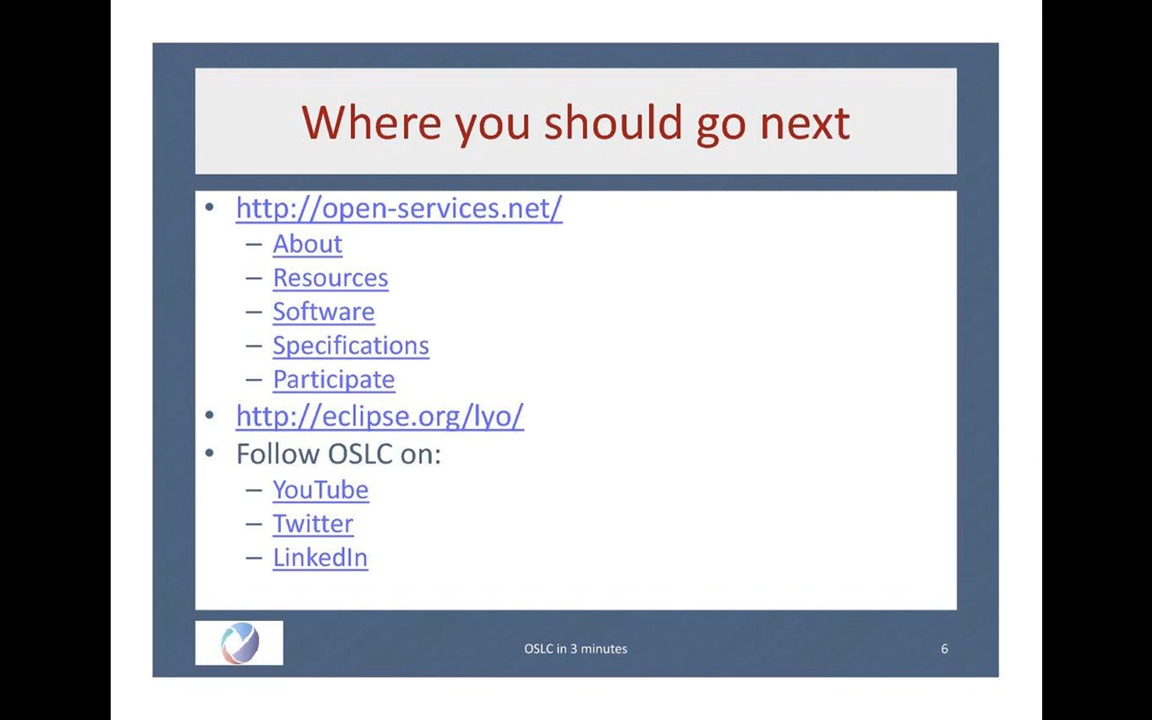 Where you should go next
• http://open-services.net/
– About
– Resources
– Software
– Specifications
– Participate
• http://eclipse.org/lyo/
• Follow OSLC on:
– YouTube
– Twitter
– LinkedIn
OSLC in 3 minutes
6